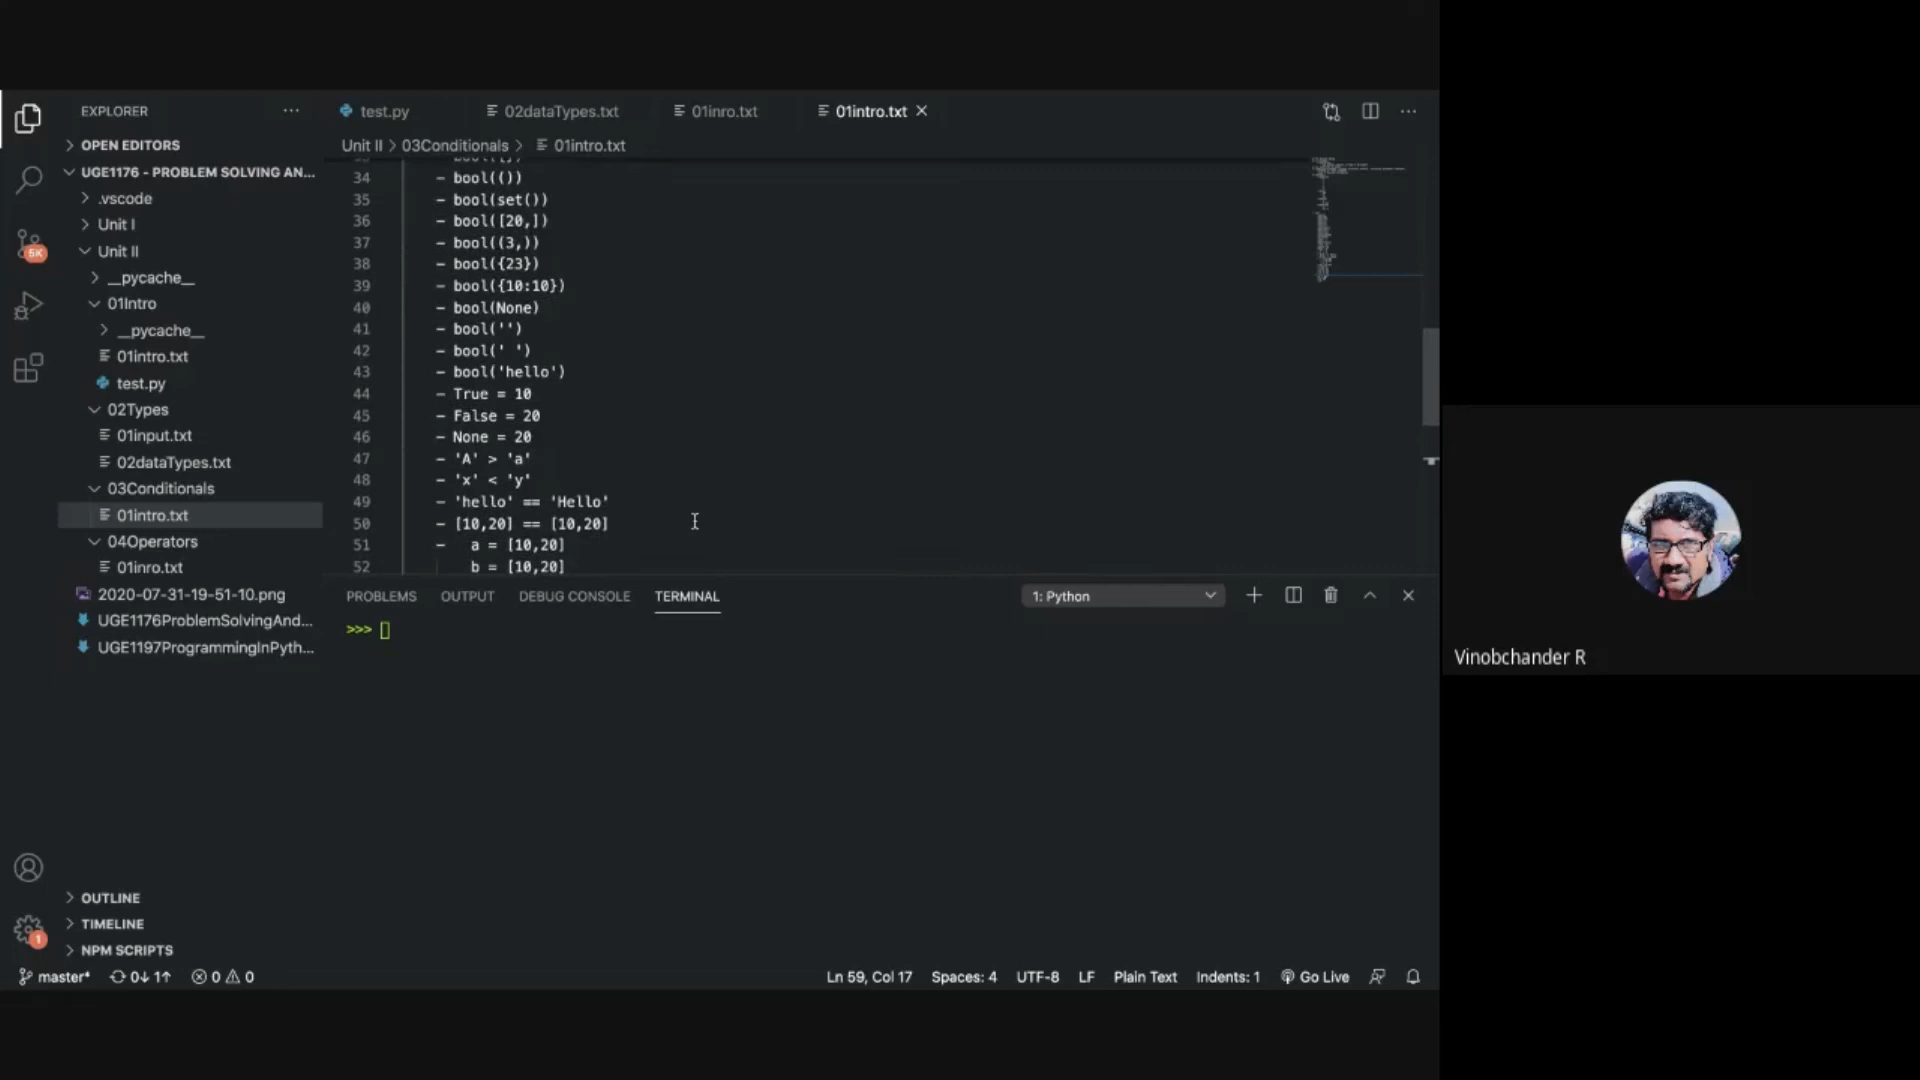 EXPLORER
OPEN EDITORS
UGE1176 - PROBLEM SOLVING AN...
.vscode
Unit I
Unit II
__pycache__
01Intro
__pycache__
01intro.txt
test.py
02Types
01input.txt
02dataTypes.txt
03Conditionals
01intro.txt
04Operators
01inro.txt
2020-07-31-19-51-10.png
UGE1176ProblemSolvingAnd...
UGE1197ProgrammingInPyth...
OUTLINE
TIMELINE
NPM SCRIPTS
5K
1
test.py 02dataTypes.txt 01inro.txt 01intro.txt
Unit II > 03Conditionals > 01intro.txt
34 - bool(())
35 - bool(set())
36 - bool([20,])
37 - bool((3,))
38 - bool({23})
39 - bool({10:10})
40 - bool(None)
41 - bool('')
42 - bool(' ')
43 - bool('hello')
44 - True = 10
45 - False = 20
46 - None = 20
47 - 'A' > 'a'
48 - 'x' < 'y'
49 - 'hello' == 'Hello'
50 - [10,20] == [10,20]
51 - a = [10,20]
52 b = [10,20]
PROBLEMS OUTPUT DEBUG CONSOLE TERMINAL 1: Python
>>>
master* 0↓ 1↑ 0 0 Ln 59, Col 17 Spaces: 4 UTF-8 LF Plain Text Indents: 1 Go Live
Vinobchander R